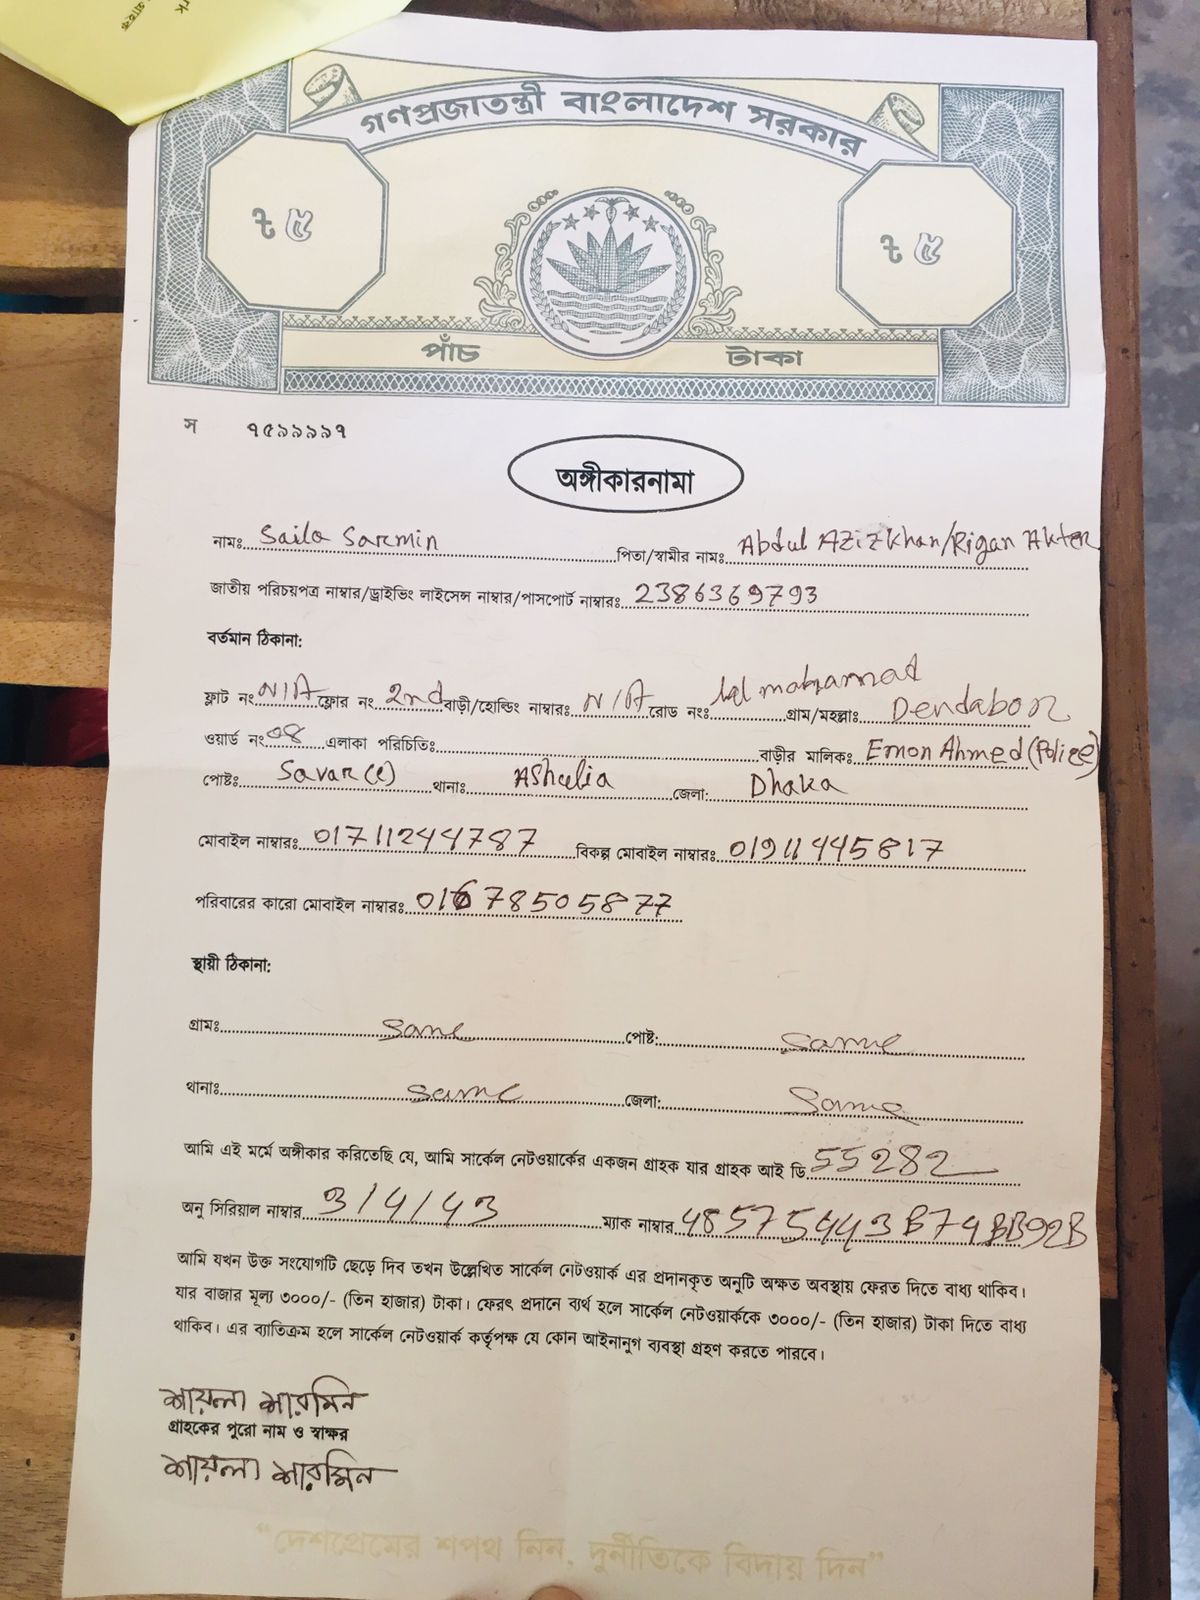 গণপ্রজাতন্ত্রী বাংলাদেশ সরকার
৳ ৫
৳ ৫
পাঁচ টাকা
স ৭৫৯৯৯৯৭
অঙ্গীকারনামা
নামঃ Saila Sarmin পিতা/স্বামীর নামঃ Abdul Aziz Khan/Rigan Akter
জাতীয় পরিচয়পত্র নাম্বার/ড্রাইভিং লাইসেন্স নাম্বার/পাসপোর্ট নাম্বারঃ 2386369793
বর্তমান ঠিকানা:
ফ্লাট নং N/A ফ্লোর নং 2nd বাড়ী/হোল্ডিং নাম্বারঃ N/A রোড নংঃ গ্রাম/মহল্লাঃ Dendabor
ওয়ার্ড নংঃ 08 এলাকা পরিচিতিঃ বাড়ীর মালিকঃ Emon Ahmed (Police)
পোষ্টঃ Savar (c) থানাঃ Ashulia জেলা: Dhaka
মোবাইল নাম্বারঃ 01711244787 বিকল্প মোবাইল নাম্বারঃ 01911445817
পরিবারের কারো মোবাইল নাম্বারঃ 01678505877
স্থায়ী ঠিকানা:
গ্রামঃ same পোষ্ট: same
থানাঃ same জেলা: same
আমি এই মর্মে অঙ্গীকার করিতেছি যে, আমি সার্কেল নেটওয়ার্কের একজন গ্রাহক যার গ্রাহক আই ডি 55282
অনু সিরিয়াল নাম্বার 3/4/43 ম্যাক নাম্বার 48575443B74BB92B
আমি যখন উক্ত সংযোগটি ছেড়ে দিব তখন উল্লেখিত সার্কেল নেটওয়ার্ক এর প্রদানকৃত অনুটি অক্ষত অবস্থায় ফেরত দিতে বাধ্য থাকিব।
যার বাজার মূল্য ৩০০০/- (তিন হাজার) টাকা। ফেরৎ প্রদানে ব্যর্থ হলে সার্কেল নেটওয়ার্ককে ৩০০০/- (তিন হাজার) টাকা দিতে বাধ্য
থাকিব। এর ব্যাতিক্রম হলে সার্কেল নেটওয়ার্ক কর্তৃপক্ষ যে কোন আইনানুগ ব্যবস্থা গ্রহণ করতে পারবে।
শায়লা শারমিন
গ্রাহকের পুরো নাম ও স্বাক্ষর
শায়লা শারমিন
"দেশপ্রেমের শপথ নিন, দুর্নীতিকে বিদায় দিন"